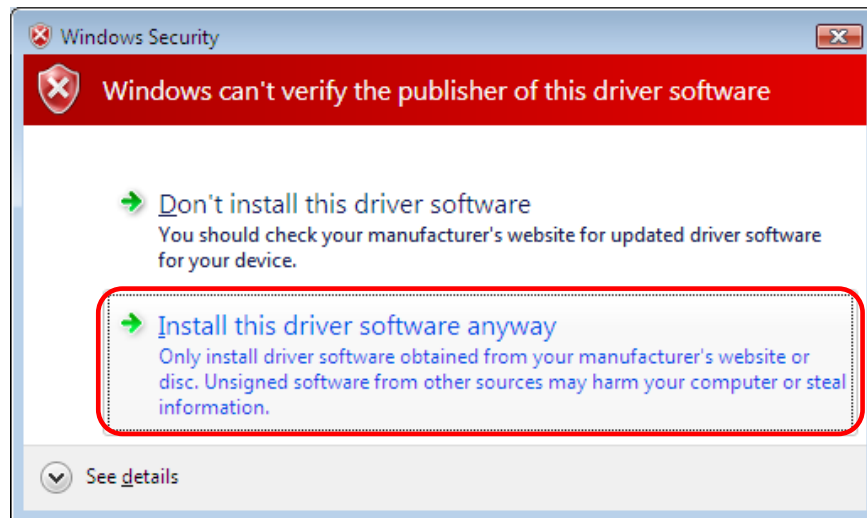 Windows Security
Windows can't verify the publisher of this driver software
Don't install this driver software
You should check your manufacturer's website for updated driver software
for your device.
Install this driver software anyway
Only install driver software obtained from your manufacturer's website or
disc. Unsigned software from other sources may harm your computer or steal
information.
See details